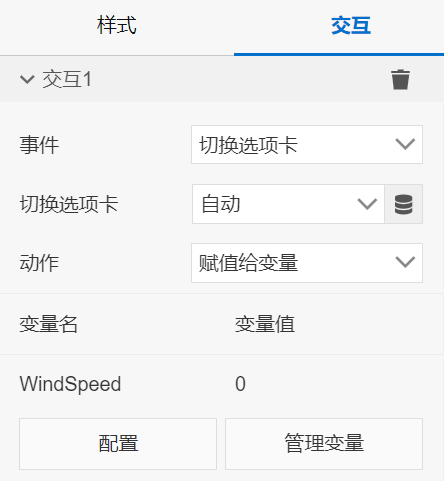 样式 交互
交互1
事件 切换选项卡
切换选项卡 自动
动作 赋值给变量
变量名 变量值
WindSpeed 0
配置 管理变量